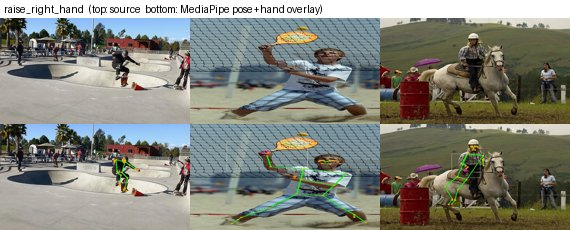 raise_right_hand (top: source bottom: MediaPipe pose+hand overlay)